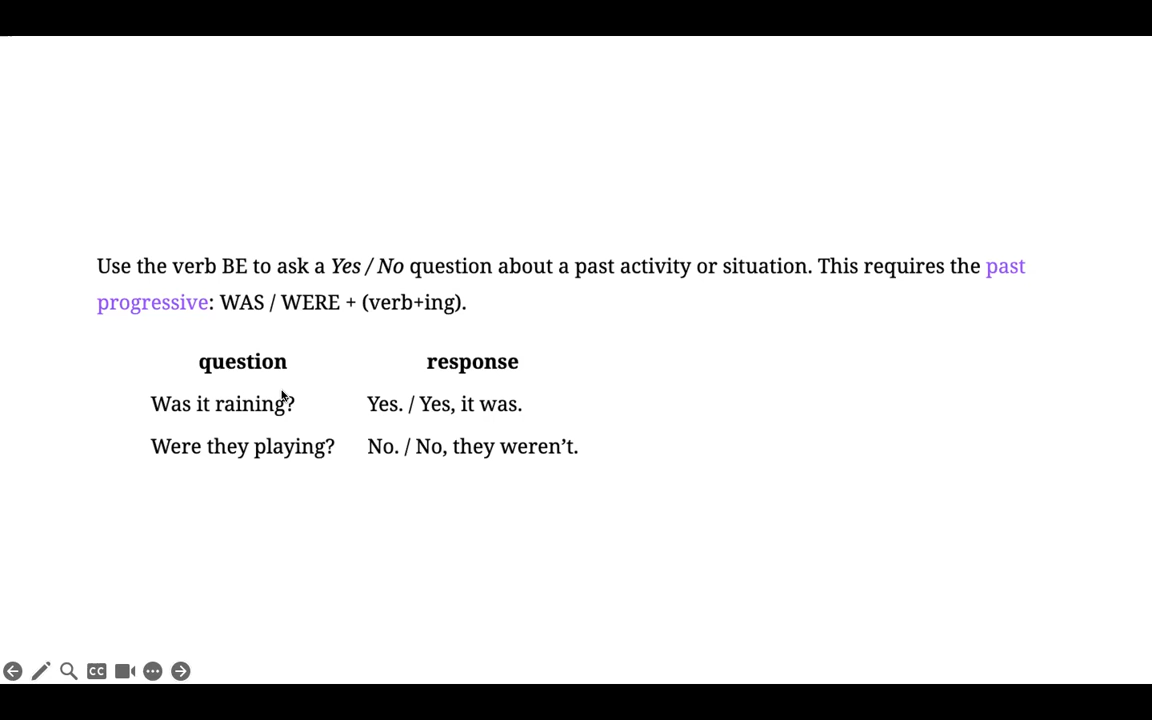 Use the verb BE to ask a Yes / No question about a past activity or situation. This requires the past
progressive: WAS / WERE + (verb+ing).
question response
Was it raining? Yes. / Yes, it was.
Were they playing? No. / No, they weren’t.
CC